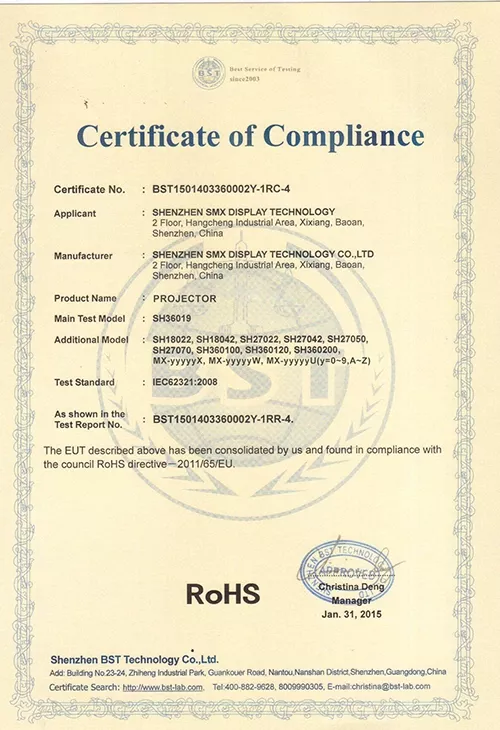 BST
Best Service of Testing
since2003
Certificate of Compliance
Certificate No. : BST1501403360002Y-1RC-4
Applicant : SHENZHEN SMX DISPLAY TECHNOLOGY
2 Floor, Hangcheng Industrial Area, Xixiang, Baoan,
Shenzhen, China
Manufacturer : SHENZHEN SMX DISPLAY TECHNOLOGY CO.,LTD
2 Floor, Hangcheng Industrial Area, Xixiang, Baoan,
Shenzhen, China
Product Name : PROJECTOR
Main Test Model : SH36019
Additional Model : SH18022, SH18042, SH27022, SH27042, SH27050,
SH27070, SH360100, SH360120, SH360200,
MX-yyyyyX, MX-yyyyyW, MX-yyyyyU(y=0~9,A~Z)
BST
Test Standard : IEC62321:2008
As shown in the
Test Report No. : BST1501403360002Y-1RR-4.
The EUT described above has been consolidated by us and found in compliance with
the council RoHS directive—2011/65/EU.
BST TECHNOLOGY
APPROVED
RoHS
Christina Deng
Manager
Jan. 31, 2015
Shenzhen BST Technology Co.,Ltd.
Add: Building No.23-24, Zhiheng Industrial Park, Guankouer Road, Nantou,Nanshan District,Shenzhen,Guangdong,China
Certificate Search: http://www.bst-lab.com, Tel:400-882-9628, 8009990305, E-mail:christina@bst-lab.com